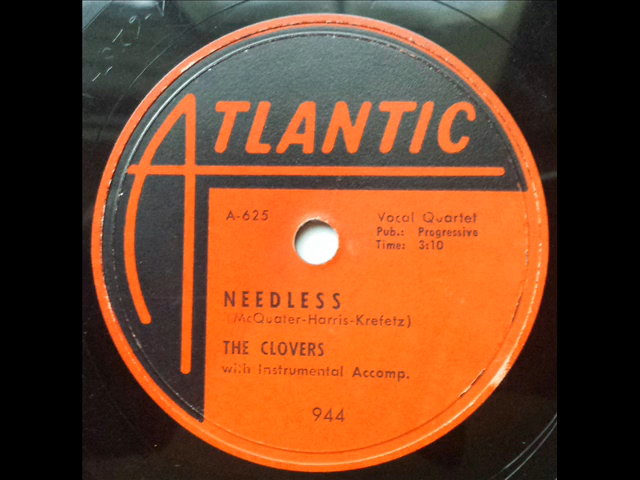 ATLANTIC
A-625
Vocal Quartet
Pub.: Progressive
Time: 3:10
NEEDLESS
(McQuater-Harris-Krefetz)
THE CLOVERS
with Instrumental Accomp.
944